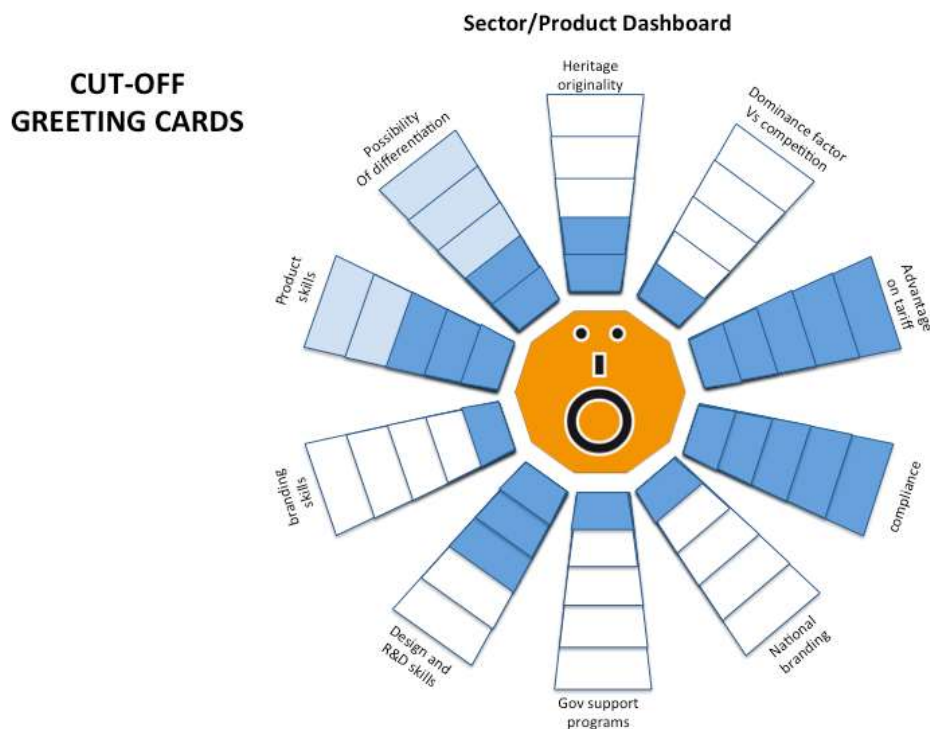 Sector/Product Dashboard
CUT-OFF
GREETING CARDS
Heritage
originality
Dominance factor
Vs competition
Advantage
on tariff
compliance
National
branding
Gov support
programs
Design and
R&D skills
branding
skills
Product
skills
Possibility
Of differentiation